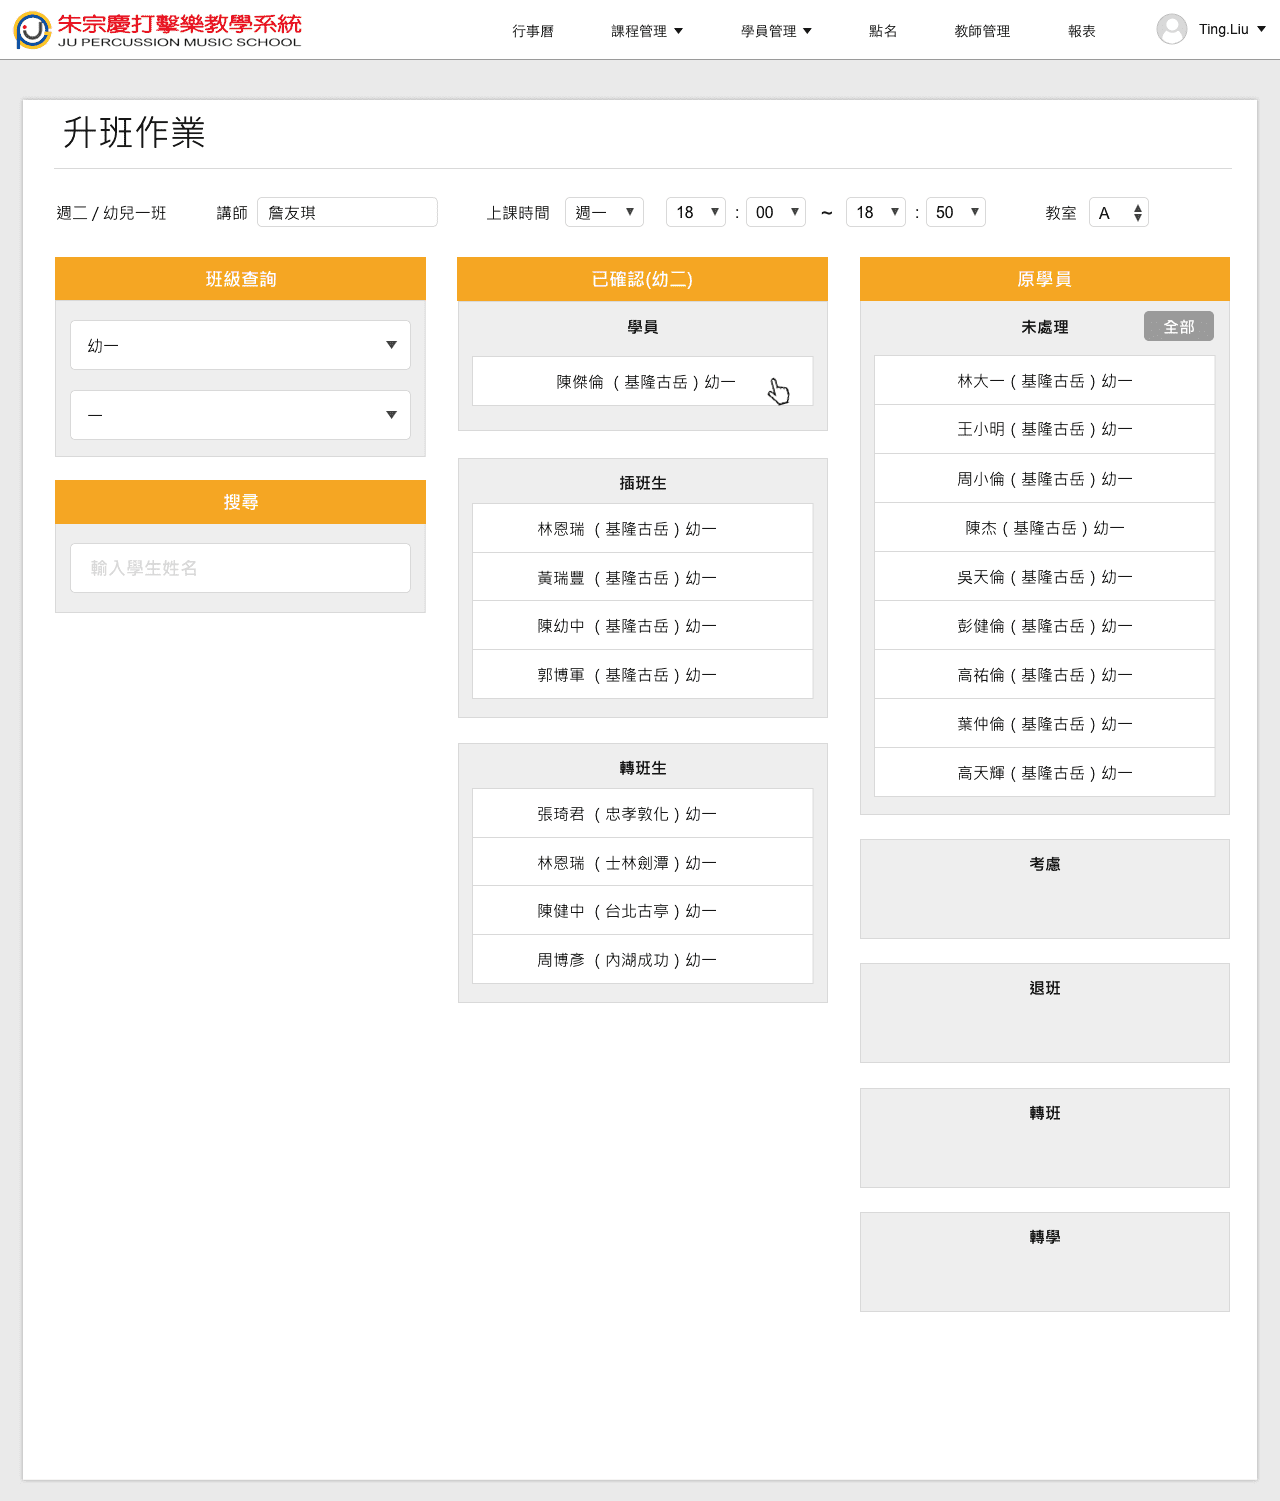 朱宗慶打擊樂教學系統
JU PERCUSSION MUSIC SCHOOL
行事曆 課程管理 學員管理 點名 教師管理 報表 Ting.Liu
升班作業
週二 / 幼兒一班 講師 詹友琪 上課時間 週一 18 : 00 ~ 18 : 50 教室 A
班級查詢
幼一
一
搜尋
輸入學生姓名
已確認(幼二)
學員
陳傑倫 ( 基隆古岳 ) 幼一
插班生
林恩瑞 ( 基隆古岳 ) 幼一
黃瑞豐 ( 基隆古岳 ) 幼一
陳幼中 ( 基隆古岳 ) 幼一
郭博軍 ( 基隆古岳 ) 幼一
轉班生
張琦君 ( 忠孝敦化 ) 幼一
林恩瑞 ( 士林劍潭 ) 幼一
陳健中 ( 台北古亭 ) 幼一
周博彥 ( 內湖成功 ) 幼一
原學員
未處理 全部
林大一 ( 基隆古岳 ) 幼一
王小明 ( 基隆古岳 ) 幼一
周小倫 ( 基隆古岳 ) 幼一
陳杰 ( 基隆古岳 ) 幼一
吳天倫 ( 基隆古岳 ) 幼一
彭健倫 ( 基隆古岳 ) 幼一
高祐倫 ( 基隆古岳 ) 幼一
葉仲倫 ( 基隆古岳 ) 幼一
高天輝 ( 基隆古岳 ) 幼一
考慮
退班
轉班
轉學